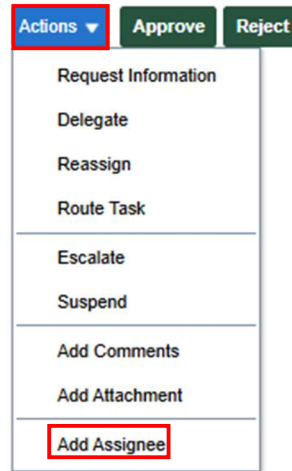 Actions Approve Reject
Request Information
Delegate
Reassign
Route Task
Escalate
Suspend
Add Comments
Add Attachment
Add Assignee